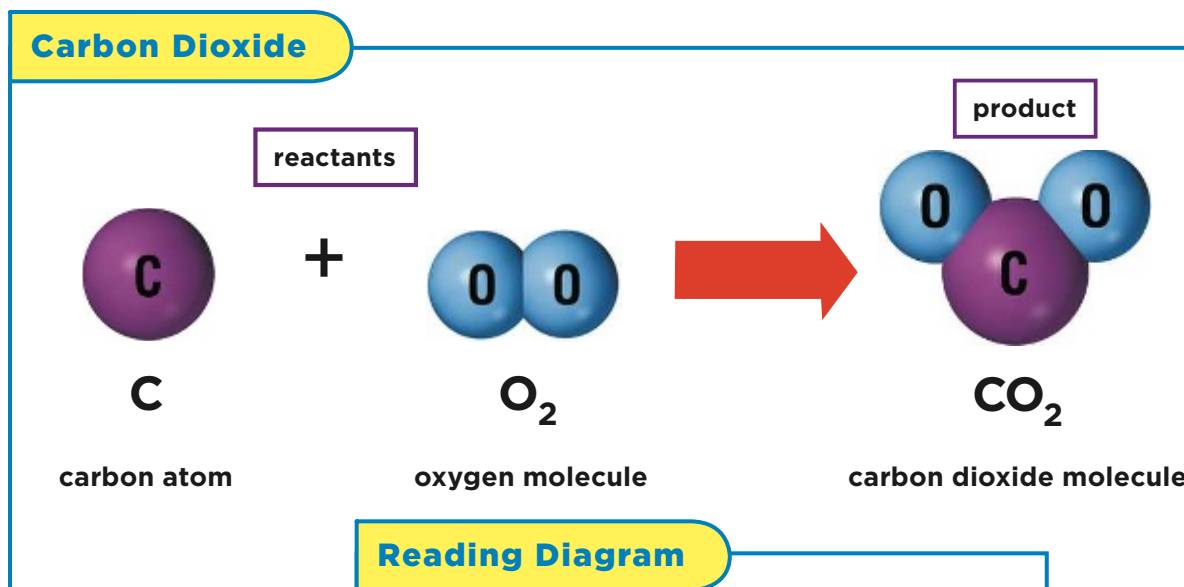 Carbon Dioxide
reactants
product
C
+
O O
O O
C
C
O₂
CO₂
carbon atom
oxygen molecule
carbon dioxide molecule
Reading Diagram